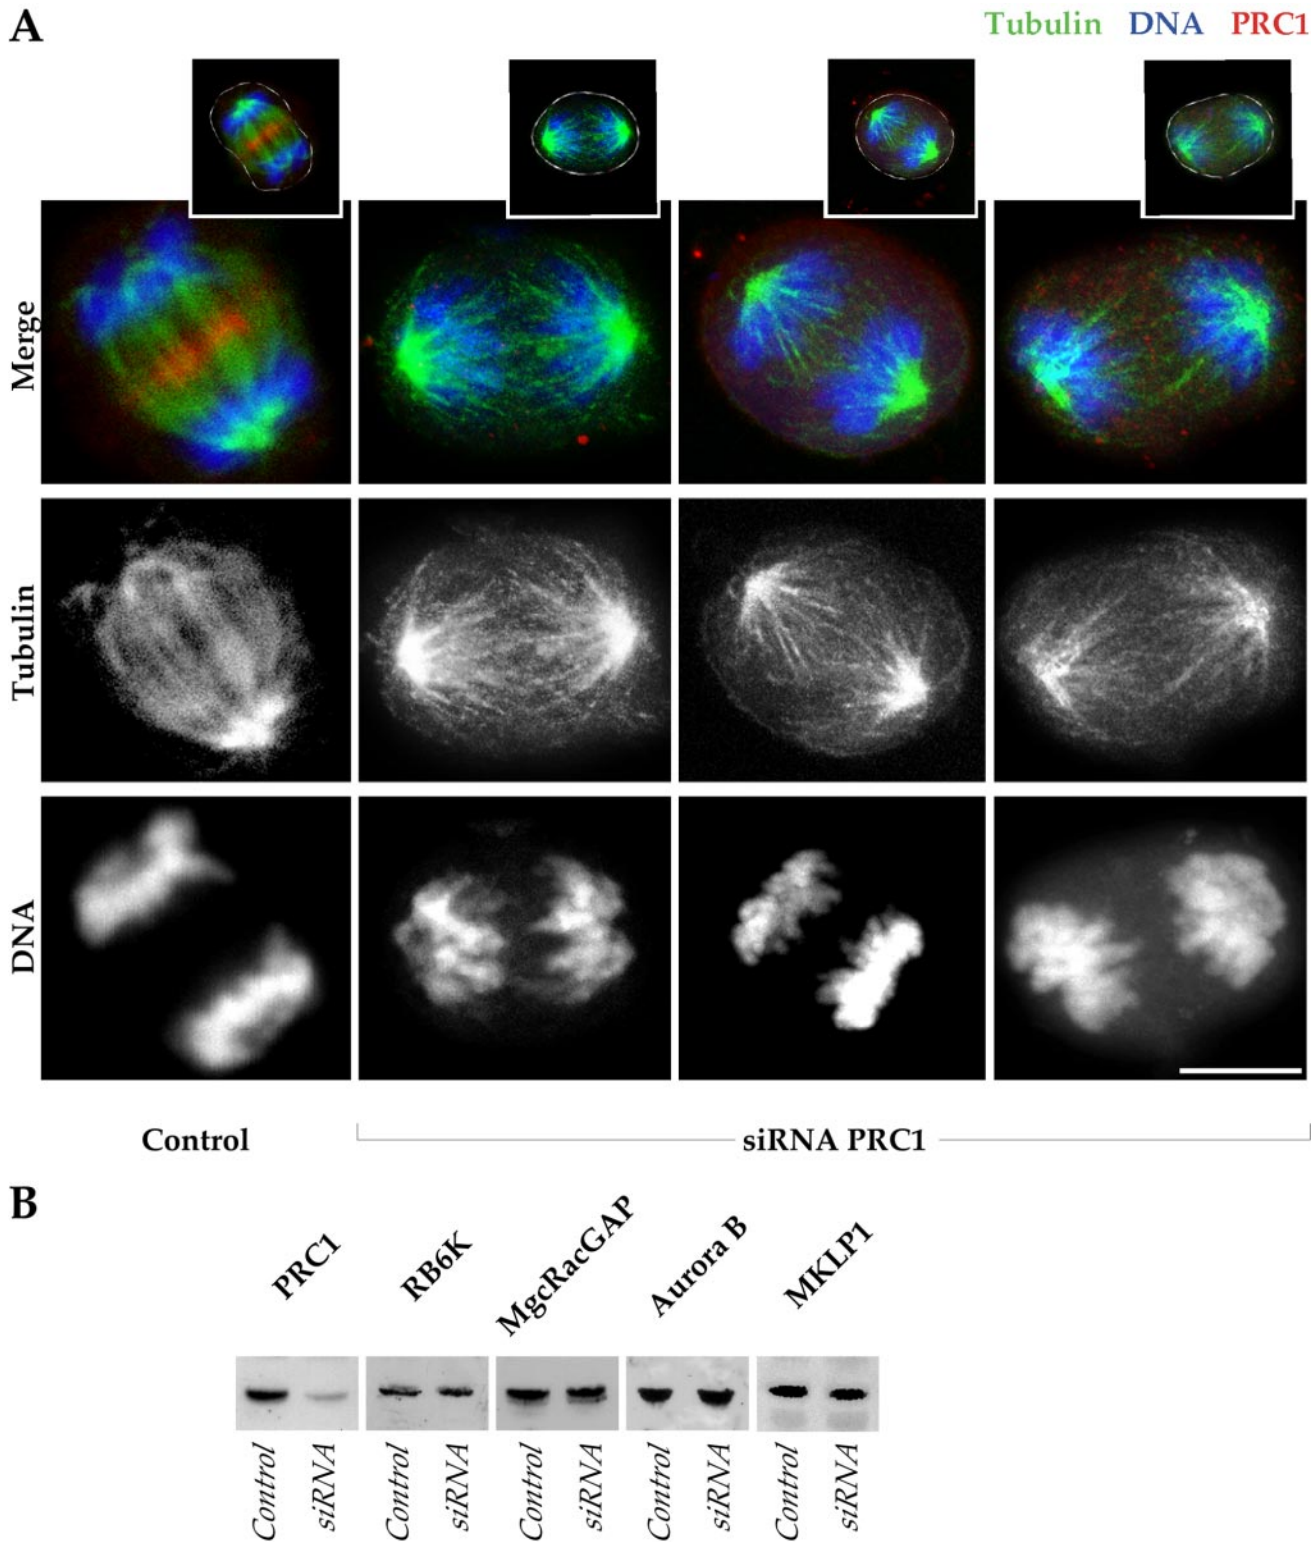 A
Tubulin DNA PRC1
Merge
Tubulin
DNA
Control
siRNA PRC1
B
PRC1
RB6K
MgcRacGAP
Aurora B
MKLP1
Control
siRNA
Control
siRNA
Control
siRNA
Control
siRNA
Control
siRNA